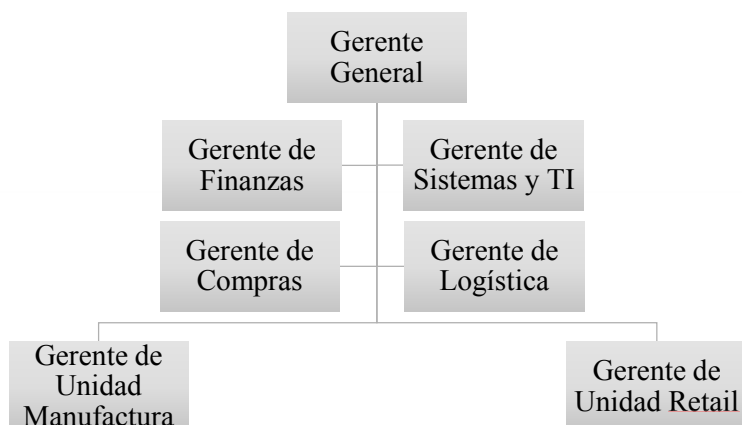 Gerente
General
Gerente de
Finanzas
Gerente de
Sistemas y TI
Gerente de
Compras
Gerente de
Logística
Gerente de
Unidad
Manufactura
Gerente de
Unidad Retail